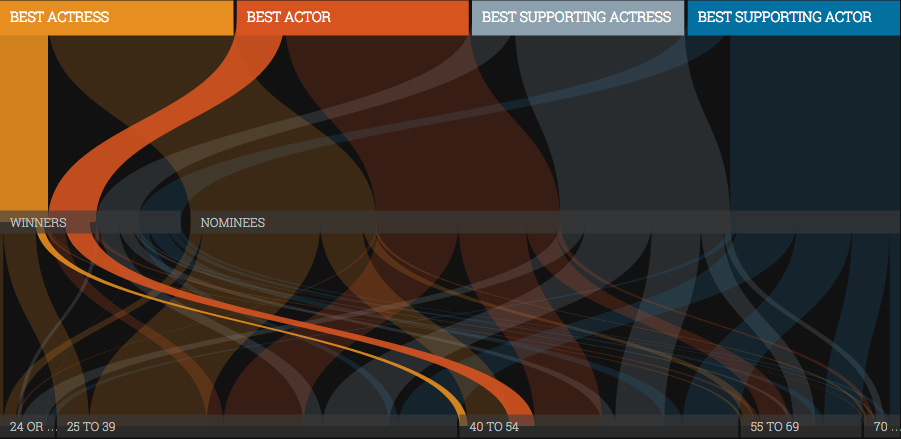 BEST ACTRESS
BEST ACTOR
BEST SUPPORTING ACTRESS
BEST SUPPORTING ACTOR
WINNERS
NOMINEES
24 OR ...
25 TO 39
40 TO 54
55 TO 69
70 ...